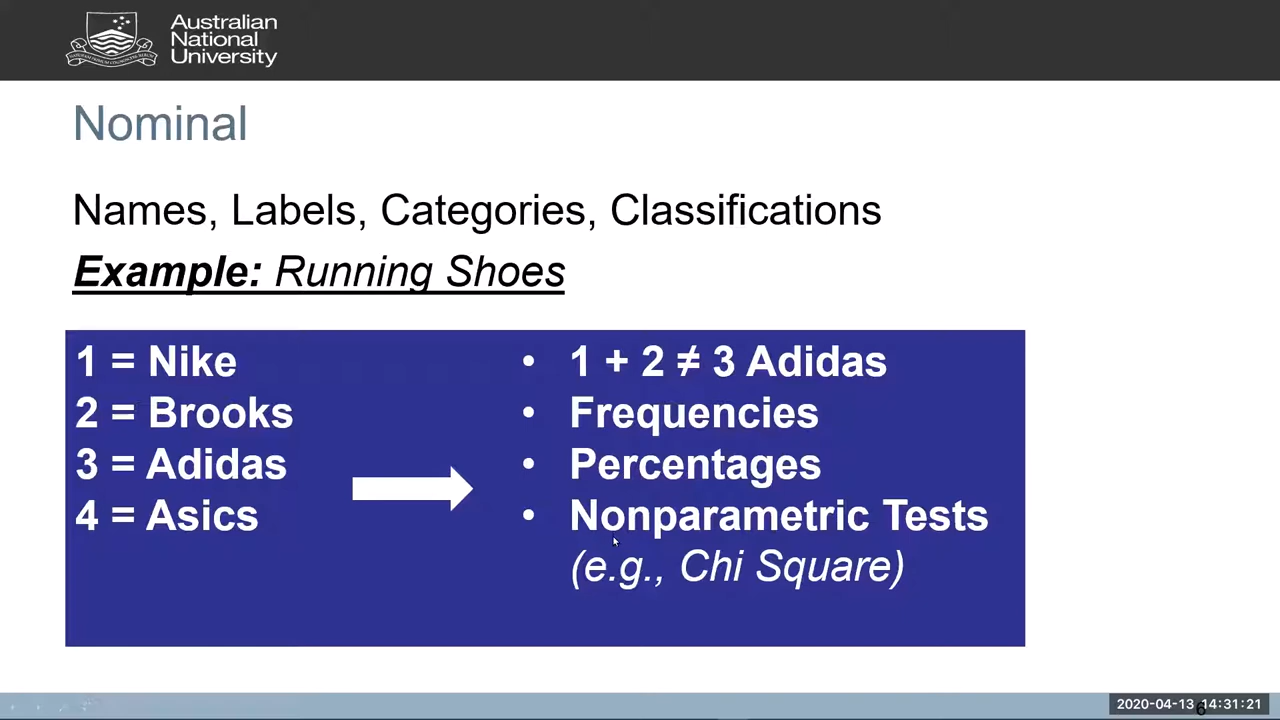 Australian
National
University
Nominal
Names, Labels, Categories, Classifications
Example: Running Shoes
1 = Nike
2 = Brooks
3 = Adidas
4 = Asics
• 1 + 2 ≠ 3 Adidas
• Frequencies
• Percentages
• Nonparametric Tests
(e.g., Chi Square)
2020-04-13 14:31:21
6